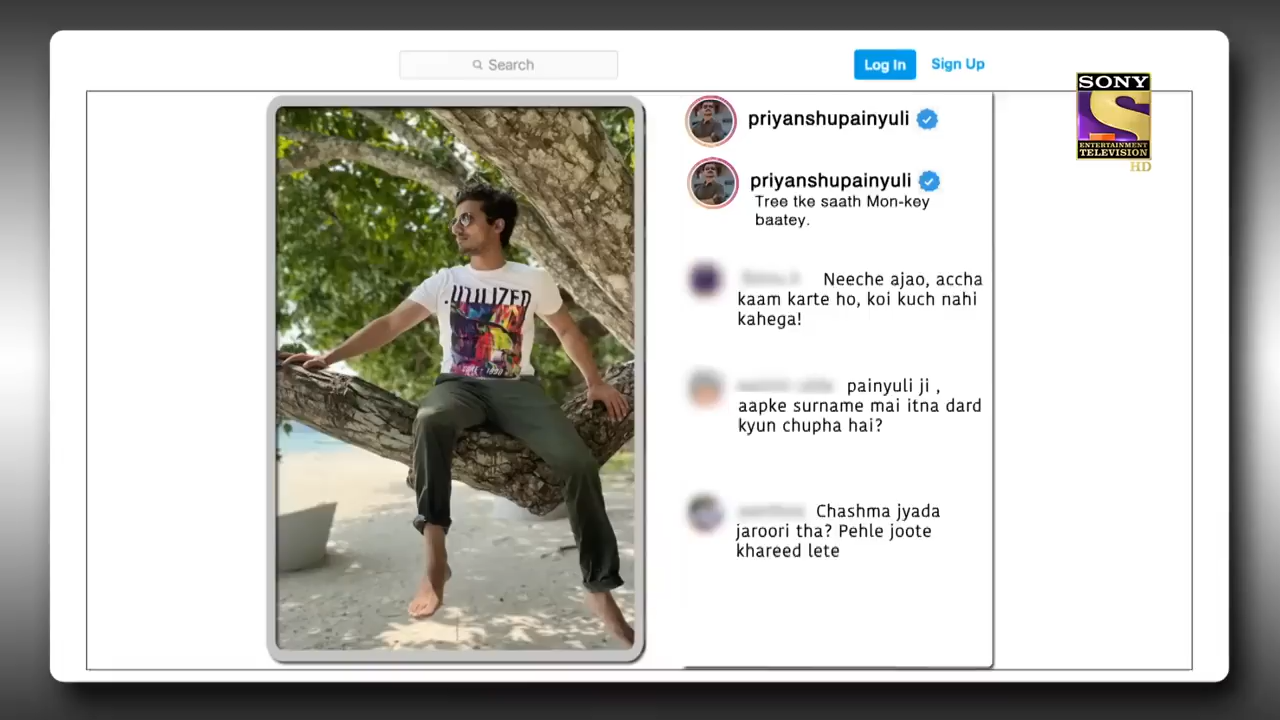 Search
Log In
Sign Up
SONY
ENTERTAINMENT
TELEVISION
HD
priyanshupainyuli
priyanshupainyuli
Tree tke saath Mon-key
baatey.
Neeche ajao, accha
kaam karte ho, koi kuch nahi
kahega!
painyuli ji ,
aapke surname mai itna dard
kyun chupha hai?
Chashma jyada
jaroori tha? Pehle joote
khareed lete
.UTILIZED